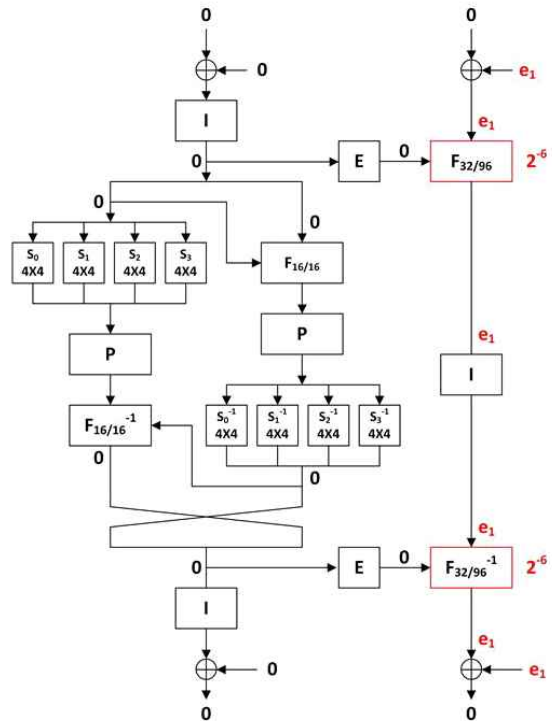 0 0
0 e₁
I e₁
0 E 0 F₃₂/₉₆ 2⁻⁶
0 0
S₀ S₁ S₂ S₃ F₁₆/₁₆
4X4 4X4 4X4 4X4
P P e₁
I
F₁₆/₁₆⁻¹ S₀⁻¹ S₁⁻¹ S₂⁻¹ S₃⁻¹
4X4 4X4 4X4 4X4
0 0
e₁
0 E 0 F₃₂/₉₆⁻¹ 2⁻⁶
I
e₁
0 e₁
0 0